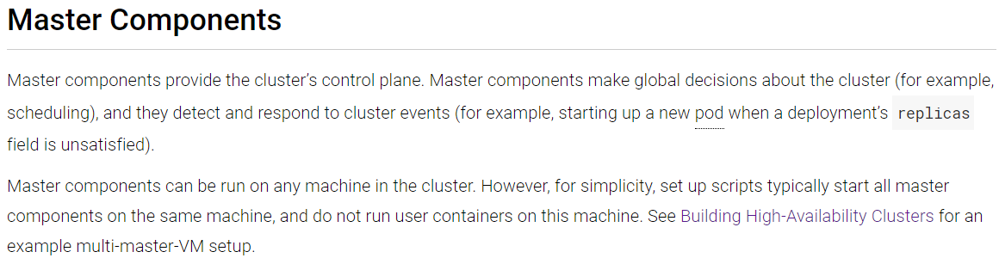 Master Components
Master components provide the cluster’s control plane. Master components make global decisions about the cluster (for example,
scheduling), and they detect and respond to cluster events (for example, starting up a new pod when a deployment’s replicas
field is unsatisfied).
Master components can be run on any machine in the cluster. However, for simplicity, set up scripts typically start all master
components on the same machine, and do not run user containers on this machine. See Building High-Availability Clusters for an
example multi-master-VM setup.